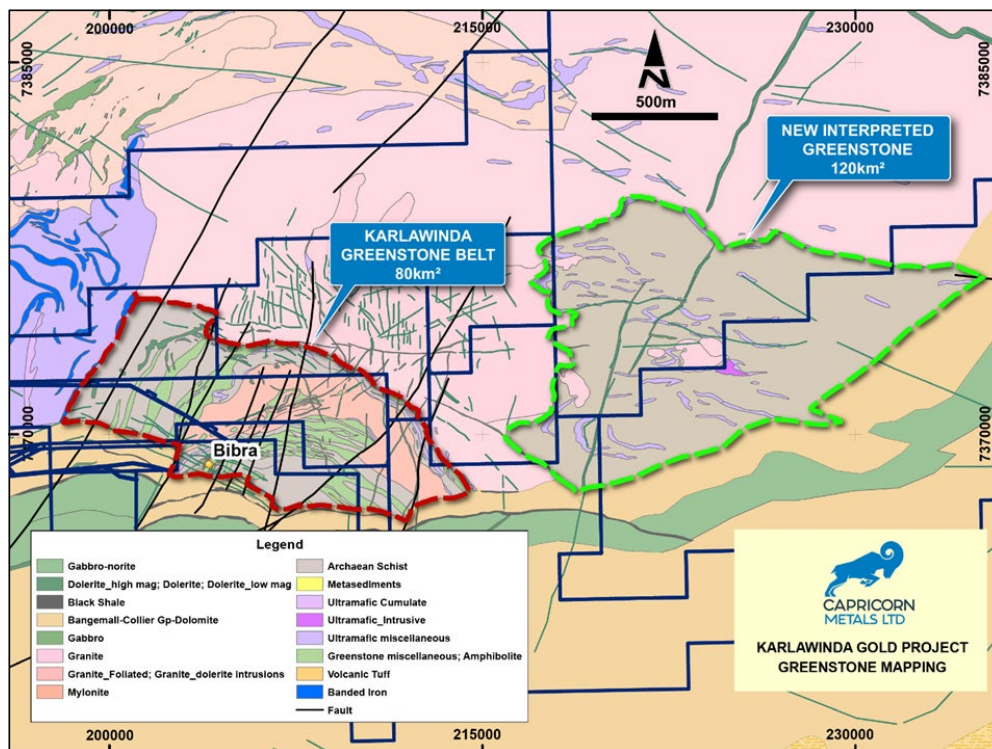 200000
215000
230000
7385000
7385000
N
500m
NEW INTERPRETED
GREENSTONE
120km²
KARLAWINDA
GREENSTONE BELT
80km²
7370000
7370000
Bibra
Legend
Gabbro-norite
Dolerite_high mag; Dolerite; Dolerite_low mag
Black Shale
Bangemall-Collier Gp-Dolomite
Gabbro
Granite
Granite_Foliated; Granite_dolerite intrusions
Mylonite
Archaean Schist
Metasediments
Ultramafic Cumulate
Ultramafic_Intrusive
Ultramafic miscellaneous
Greenstone miscellaneous; Amphibolite
Volcanic Tuff
Banded Iron
Fault
CAPRICORN
METALS LTD
KARLAWINDA GOLD PROJECT
GREENSTONE MAPPING
200000
215000
230000